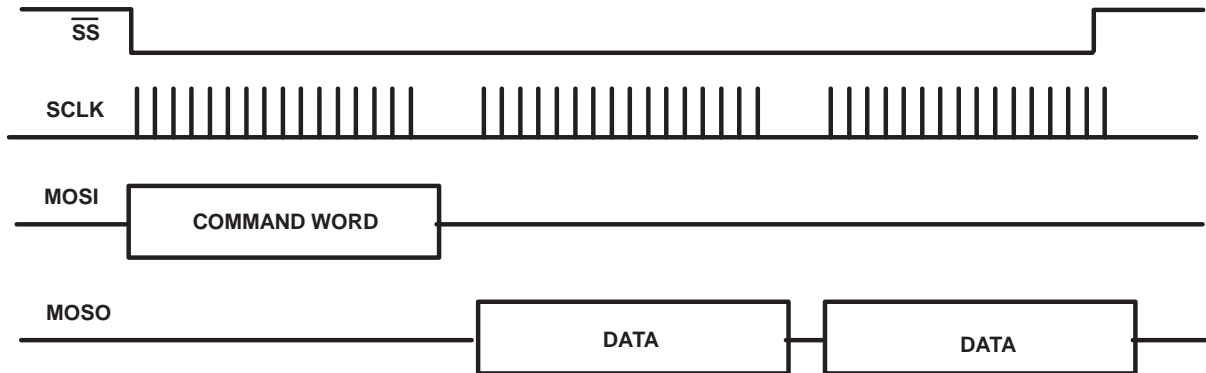 SS
SCLK
MOSI
COMMAND WORD
MOSO
DATA
DATA